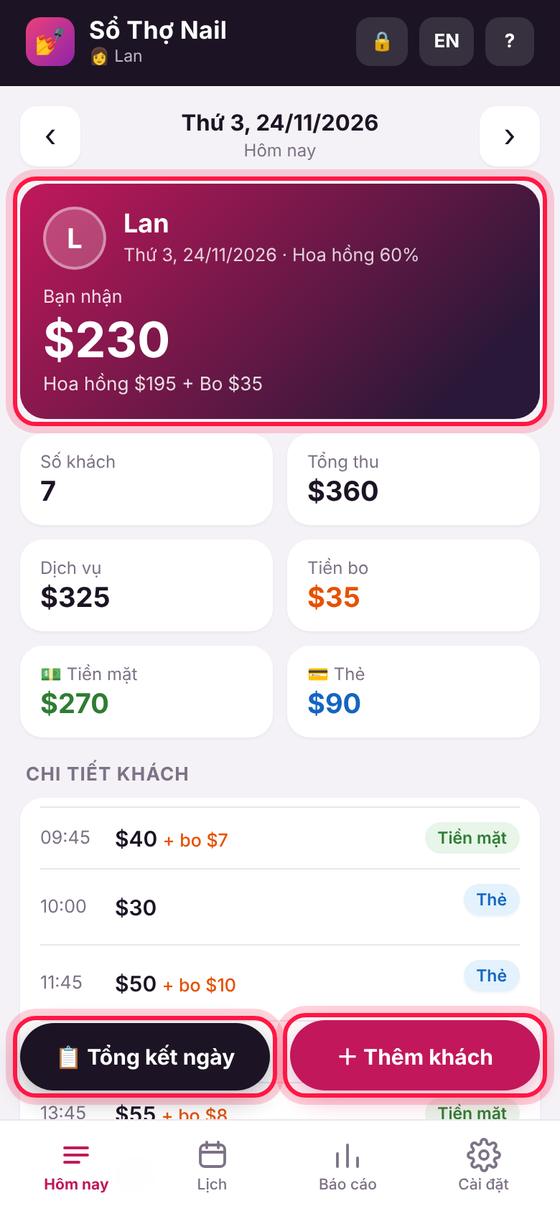 Sổ Thợ Nail
Lan
EN
?
Thứ 3, 24/11/2026
Hôm nay
L
Lan
Thứ 3, 24/11/2026 · Hoa hồng 60%
Bạn nhận
$230
Hoa hồng $195 + Bo $35
Số khách
7
Tổng thu
$360
Dịch vụ
$325
Tiền bo
$35
Tiền mặt
$270
Thẻ
$90
CHI TIẾT KHÁCH
09:45 $40 + bo $7 Tiền mặt
10:00 $30 Thẻ
11:45 $50 + bo $10 Thẻ
Tổng kết ngày
+ Thêm khách
13:45 $55 + bo $8 Tiền mặt
Hôm nay
Lịch
Báo cáo
Cài đặt